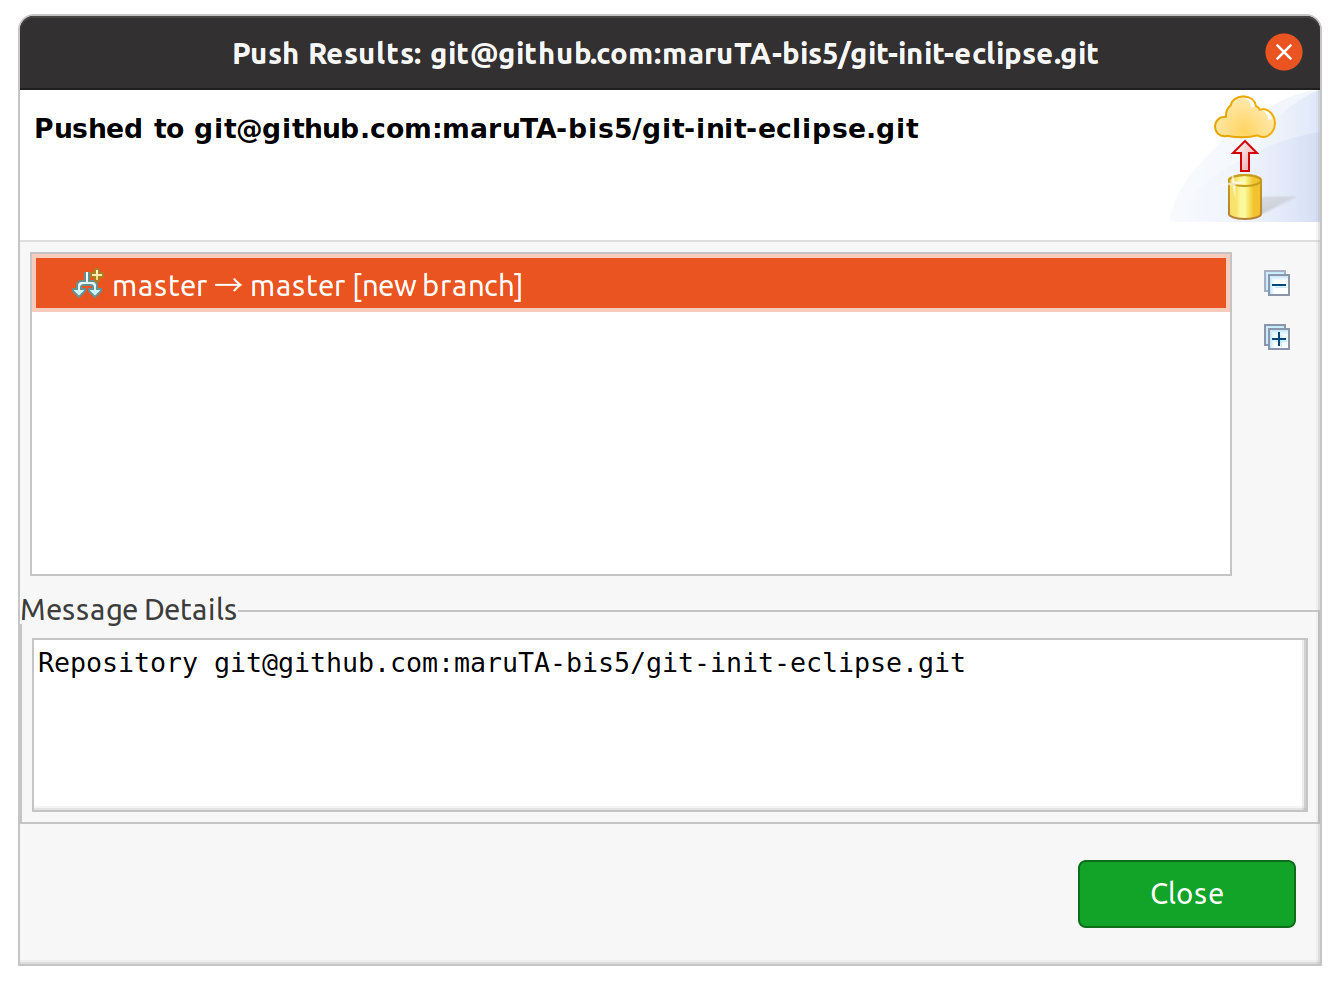 Push Results: git@github.com:maruTA-bis5/git-init-eclipse.git
Pushed to git@github.com:maruTA-bis5/git-init-eclipse.git
master → master [new branch]
Message Details
Repository git@github.com:maruTA-bis5/git-init-eclipse.git
Close